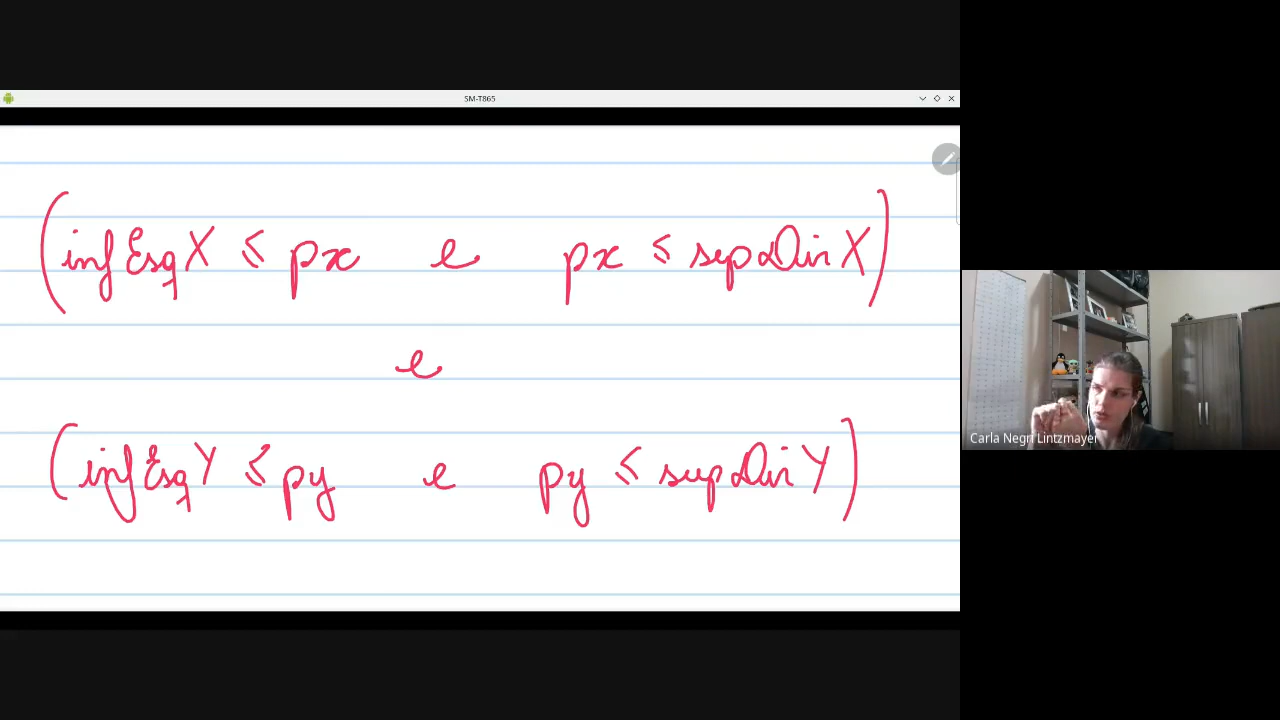 SM-T865
(infEsqX ≤ px e px ≤ supDirX)
e
(infEsqY ≤ py e py ≤ supDirY)
Carla Negri Lintzmayer